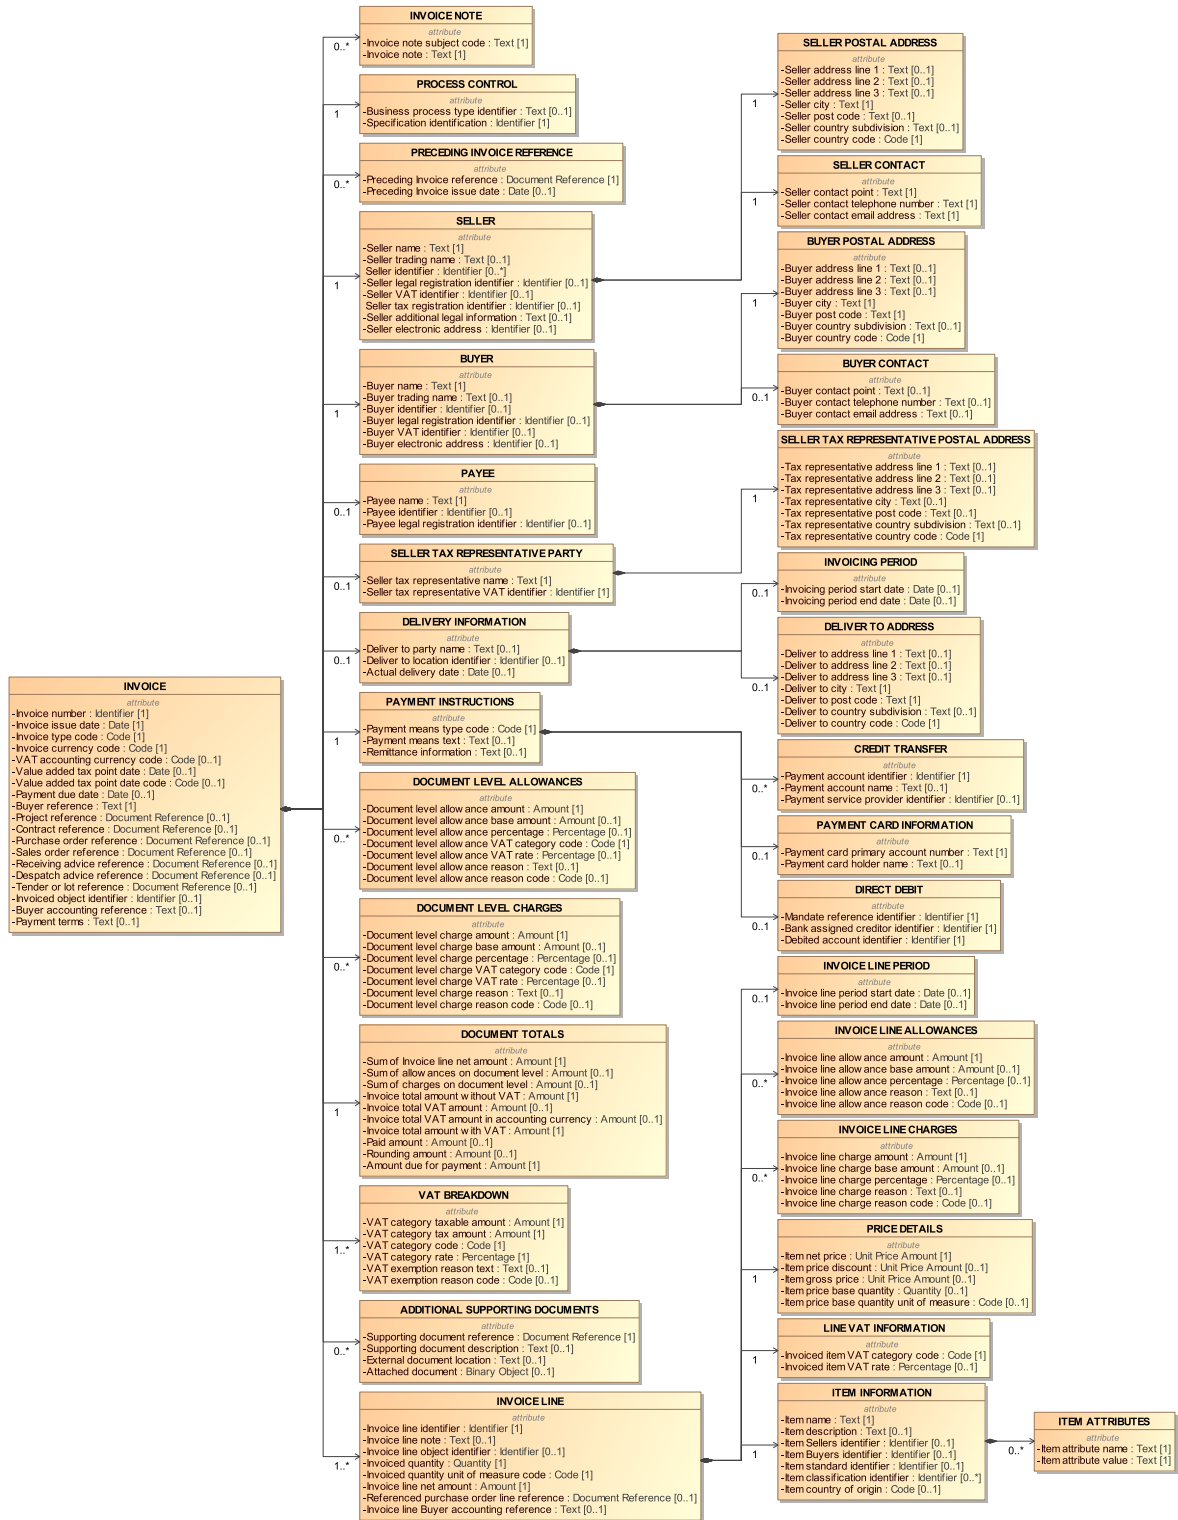 INVOICE
attribute
-Invoice number : Identifier [1]
-Invoice issue date : Date [1]
-Invoice type code : Code [1]
-Invoice currency code : Code [1]
-VAT accounting currency code : Code [0..1]
-Value added tax point date : Date [0..1]
-Value added tax point date code : Code [0..1]
-Payment due date : Date [0..1]
-Buyer reference : Text [1]
-Project reference : Document Reference [0..1]
-Contract reference : Document Reference [0..1]
-Purchase order reference : Document Reference [0..1]
-Sales order reference : Document Reference [0..1]
-Receiving advice reference : Document Reference [0..1]
-Despatch advice reference : Document Reference [0..1]
-Tender or lot reference : Document Reference [0..1]
-Invoiced object identifier : Identifier [0..1]
-Buyer accounting reference : Text [0..1]
-Payment terms : Text [0..1]
0..*
INVOICE NOTE
attribute
-Invoice note subject code : Text [1]
-Invoice note : Text [1]
1
PROCESS CONTROL
attribute
-Business process type identifier : Text [0..1]
-Specification identification : Identifier [1]
0..*
PRECEDING INVOICE REFERENCE
attribute
-Preceding Invoice reference : Document Reference [1]
-Preceding Invoice issue date : Date [0..1]
1
SELLER
attribute
-Seller name : Text [1]
-Seller trading name : Text [0..1]
Seller identifier : Identifier [0..*]
-Seller legal registration identifier : Identifier [0..1]
-Seller VAT identifier : Identifier [0..1]
Seller tax registration identifier : Identifier [0..1]
-Seller additional legal information : Text [0..1]
-Seller electronic address : Identifier [0..1]
1
BUYER
attribute
-Buyer name : Text [1]
-Buyer trading name : Text [0..1]
-Buyer identifier : Identifier [0..1]
-Buyer legal registration identifier : Identifier [0..1]
-Buyer VAT identifier : Identifier [0..1]
-Buyer electronic address : Identifier [0..1]
0..1
PAYEE
attribute
-Payee name : Text [1]
-Payee identifier : Identifier [0..1]
-Payee legal registration identifier : Identifier [0..1]
0..1
SELLER TAX REPRESENTATIVE PARTY
attribute
-Seller tax representative name : Text [1]
-Seller tax representative VAT identifier : Identifier [1]
0..1
DELIVERY INFORMATION
attribute
-Deliver to party name : Text [0..1]
-Deliver to location identifier : Identifier [0..1]
-Actual delivery date : Date [0..1]
1
PAYMENT INSTRUCTIONS
attribute
-Payment means type code : Code [1]
-Payment means text : Text [0..1]
-Remittance information : Text [0..1]
0..*
DOCUMENT LEVEL ALLOWANCES
attribute
-Document level allowance amount : Amount [1]
-Document level allowance base amount : Amount [0..1]
-Document level allowance percentage : Percentage [0..1]
-Document level allowance VAT category code : Code [1]
-Document level allowance VAT rate : Percentage [0..1]
-Document level allowance reason : Text [0..1]
-Document level allowance reason code : Code [0..1]
0..*
DOCUMENT LEVEL CHARGES
attribute
-Document level charge amount : Amount [1]
-Document level charge base amount : Amount [0..1]
-Document level charge percentage : Percentage [0..1]
-Document level charge VAT category code : Code [1]
-Document level charge VAT rate : Percentage [0..1]
-Document level charge reason : Text [0..1]
-Document level charge reason code : Code [0..1]
1
DOCUMENT TOTALS
attribute
-Sum of Invoice line net amount : Amount [1]
-Sum of allowances on document level : Amount [0..1]
-Sum of charges on document level : Amount [0..1]
-Invoice total amount without VAT : Amount [1]
-Invoice total VAT amount : Amount [0..1]
-Invoice total VAT amount in accounting currency : Amount [0..1]
-Invoice total amount with VAT : Amount [1]
-Paid amount : Amount [0..1]
-Rounding amount : Amount [0..1]
-Amount due for payment : Amount [1]
1..*
VAT BREAKDOWN
attribute
-VAT category taxable amount : Amount [1]
-VAT category tax amount : Amount [1]
-VAT category code : Code [1]
-VAT category rate : Percentage [1]
-VAT exemption reason text : Text [0..1]
-VAT exemption reason code : Code [0..1]
0..*
ADDITIONAL SUPPORTING DOCUMENTS
attribute
-Supporting document reference : Document Reference [1]
-Supporting document description : Text [0..1]
-External document location : Text [0..1]
-Attached document : Binary Object [0..1]
1..*
INVOICE LINE
attribute
-Invoice line identifier : Identifier [1]
-Invoice line note : Text [0..1]
-Invoice line object identifier : Identifier [0..1]
-Invoiced quantity : Quantity [1]
-Invoiced quantity unit of measure code : Code [1]
-Invoice line net amount : Amount [1]
-Referenced purchase order line reference : Document Reference [0..1]
-Invoice line Buyer accounting reference : Text [0..1]
1
SELLER POSTAL ADDRESS
attribute
-Seller address line 1 : Text [0..1]
-Seller address line 2 : Text [0..1]
-Seller address line 3 : Text [0..1]
-Seller city : Text [1]
-Seller post code : Text [0..1]
-Seller country subdivision : Text [0..1]
-Seller country code : Code [1]
1
SELLER CONTACT
attribute
-Seller contact point : Text [1]
-Seller contact telephone number : Text [1]
-Seller contact email address : Text [1]
1
BUYER POSTAL ADDRESS
attribute
-Buyer address line 1 : Text [0..1]
-Buyer address line 2 : Text [0..1]
-Buyer address line 3 : Text [0..1]
-Buyer city : Text [1]
-Buyer post code : Text [1]
-Buyer country subdivision : Text [0..1]
-Buyer country code : Code [1]
0..1
BUYER CONTACT
attribute
-Buyer contact point : Text [0..1]
-Buyer contact telephone number : Text [0..1]
-Buyer contact email address : Text [0..1]
1
SELLER TAX REPRESENTATIVE POSTAL ADDRESS
attribute
-Tax representative address line 1 : Text [0..1]
-Tax representative address line 2 : Text [0..1]
-Tax representative address line 3 : Text [0..1]
-Tax representative city : Text [0..1]
-Tax representative post code : Text [0..1]
-Tax representative country subdivision : Text [0..1]
-Tax representative country code : Code [1]
0..1
INVOICING PERIOD
attribute
-Invoicing period start date : Date [0..1]
-Invoicing period end date : Date [0..1]
0..1
DELIVER TO ADDRESS
attribute
-Deliver to address line 1 : Text [0..1]
-Deliver to address line 2 : Text [0..1]
-Deliver to address line 3 : Text [0..1]
-Deliver to city : Text [1]
-Deliver to post code : Text [1]
-Deliver to country subdivision : Text [0..1]
-Deliver to country code : Code [1]
0..*
CREDIT TRANSFER
attribute
-Payment account identifier : Identifier [1]
-Payment account name : Text [0..1]
-Payment service provider identifier : Identifier [0..1]
0..1
PAYMENT CARD INFORMATION
attribute
-Payment card primary account number : Text [1]
-Payment card holder name : Text [0..1]
0..1
DIRECT DEBIT
attribute
-Mandate reference identifier : Identifier [1]
-Bank assigned creditor identifier : Identifier [1]
-Debited account identifier : Identifier [1]
0..1
INVOICE LINE PERIOD
attribute
-Invoice line period start date : Date [0..1]
-Invoice line period end date : Date [0..1]
0..*
INVOICE LINE ALLOWANCES
attribute
-Invoice line allowance amount : Amount [1]
-Invoice line allowance base amount : Amount [0..1]
-Invoice line allowance percentage : Percentage [0..1]
-Invoice line allowance reason : Text [0..1]
-Invoice line allowance reason code : Code [0..1]
0..*
INVOICE LINE CHARGES
attribute
-Invoice line charge amount : Amount [1]
-Invoice line charge base amount : Amount [0..1]
-Invoice line charge percentage : Percentage [0..1]
-Invoice line charge reason : Text [0..1]
-Invoice line charge reason code : Code [0..1]
1
PRICE DETAILS
attribute
-Item net price : Unit Price Amount [1]
-Item price discount : Unit Price Amount [0..1]
-Item gross price : Unit Price Amount [0..1]
-Item price base quantity : Quantity [0..1]
-Item price base quantity unit of measure : Code [0..1]
1
LINE VAT INFORMATION
attribute
-Invoiced item VAT category code : Code [1]
-Invoiced item VAT rate : Percentage [0..1]
1
ITEM INFORMATION
attribute
-Item name : Text [1]
-Item description : Text [0..1]
-Item Sellers identifier : Identifier [0..1]
-Item Buyers identifier : Identifier [0..1]
-Item standard identifier : Identifier [0..1]
-Item classification identifier : Identifier [0..*]
-Item country of origin : Code [0..1]
0..*
ITEM ATTRIBUTES
attribute
-Item attribute name : Text [1]
-Item attribute value : Text [1]